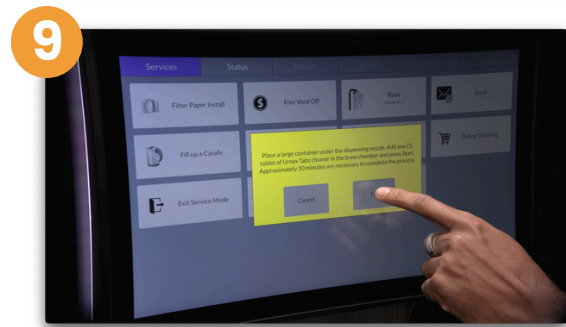 9
Services Status
Filter Paper Install
Free Vend Off
Rinse
Email
Fill up a Carafe
Online Ordering
Place a large container under the dispensing nozzle. Add one (1)
tablet of Urnex Tabz cleaner in the brew chamber and press Start.
Approximately 10 minutes are necessary to complete the process.
Exit Service Mode
Cancel